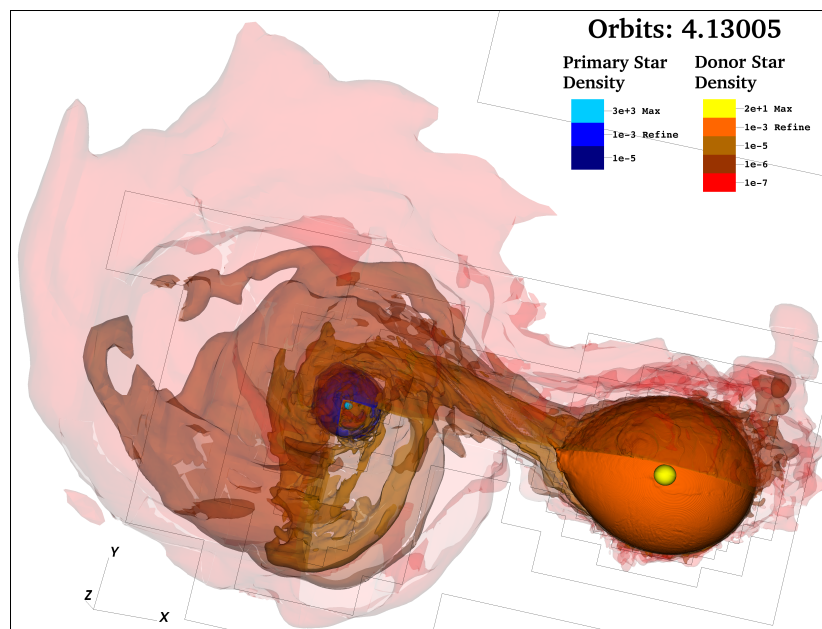 Orbits: 4.13005
Primary Star
Density
3e+3 Max
1e-3 Refine
1e-5
Donor Star
Density
2e+1 Max
1e-3 Refine
1e-5
1e-6
1e-7
Y
Z
X